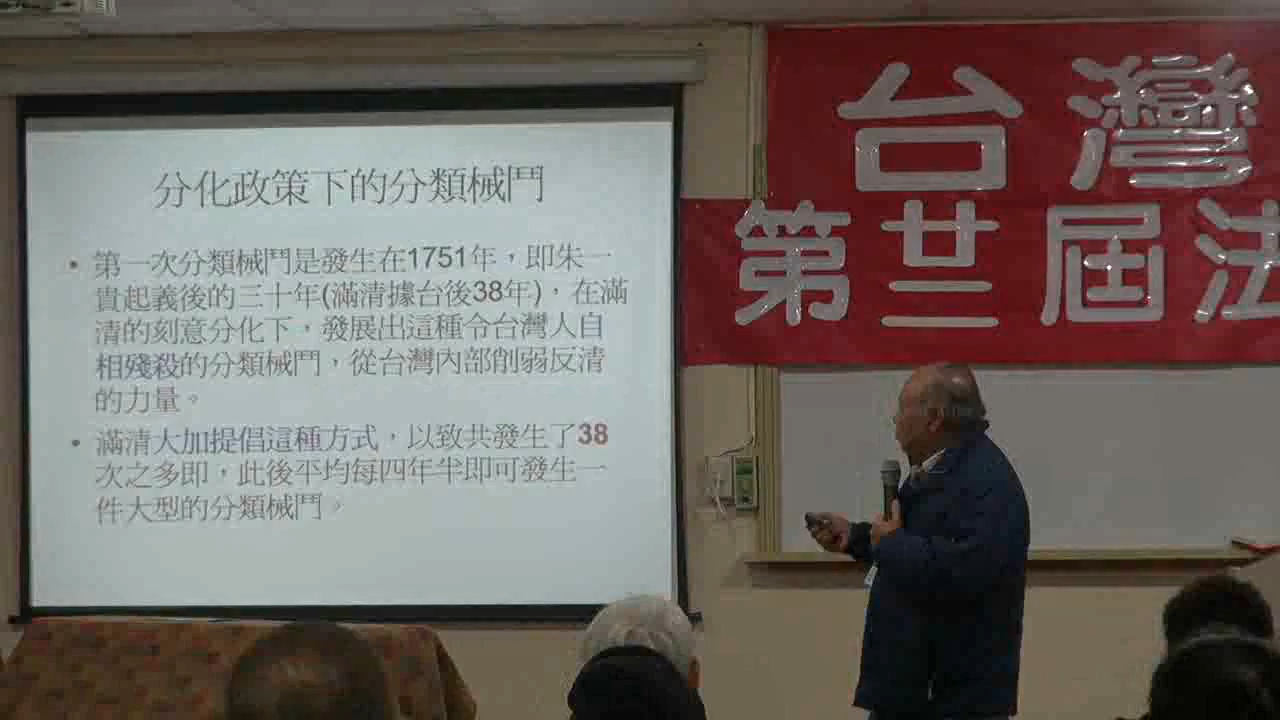 分化政策下的分類械鬥
• 第一次分類械鬥是發生在1751年，即朱一
貴起義後的三十年(滿清據台後38年)，在滿
清的刻意分化下，發展出這種令台灣人自
相殘殺的分類械鬥，從台灣內部削弱反清
的力量。
• 滿清大加提倡這種方式，以致共發生了38
次之多即，此後平均每四年半即可發生一
件大型的分類械鬥。
台灣
第廿二屆法